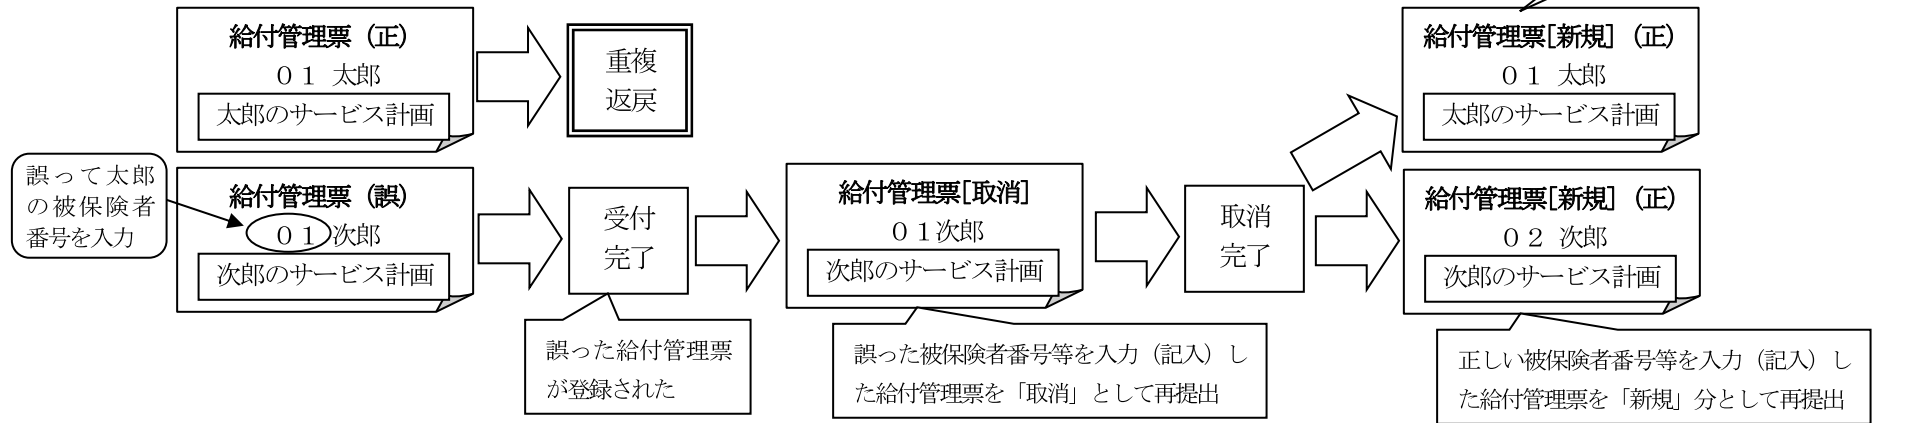 給付管理票（正）
０１ 太郎
太郎のサービス計画
重複
返戻
給付管理票[新規]（正）
０１ 太郎
太郎のサービス計画
誤って太郎
の被保険者
番号を入力
給付管理票（誤）
０１次郎
次郎のサービス計画
受付
完了
給付管理票[取消]
０１次郎
次郎のサービス計画
取消
完了
給付管理票[新規]（正）
０２ 次郎
次郎のサービス計画
誤った給付管理票
が登録された
誤った被保険者番号等を入力（記入）し
た給付管理票を「取消」として再提出
正しい被保険者番号等を入力（記入）し
た給付管理票を「新規」分として再提出